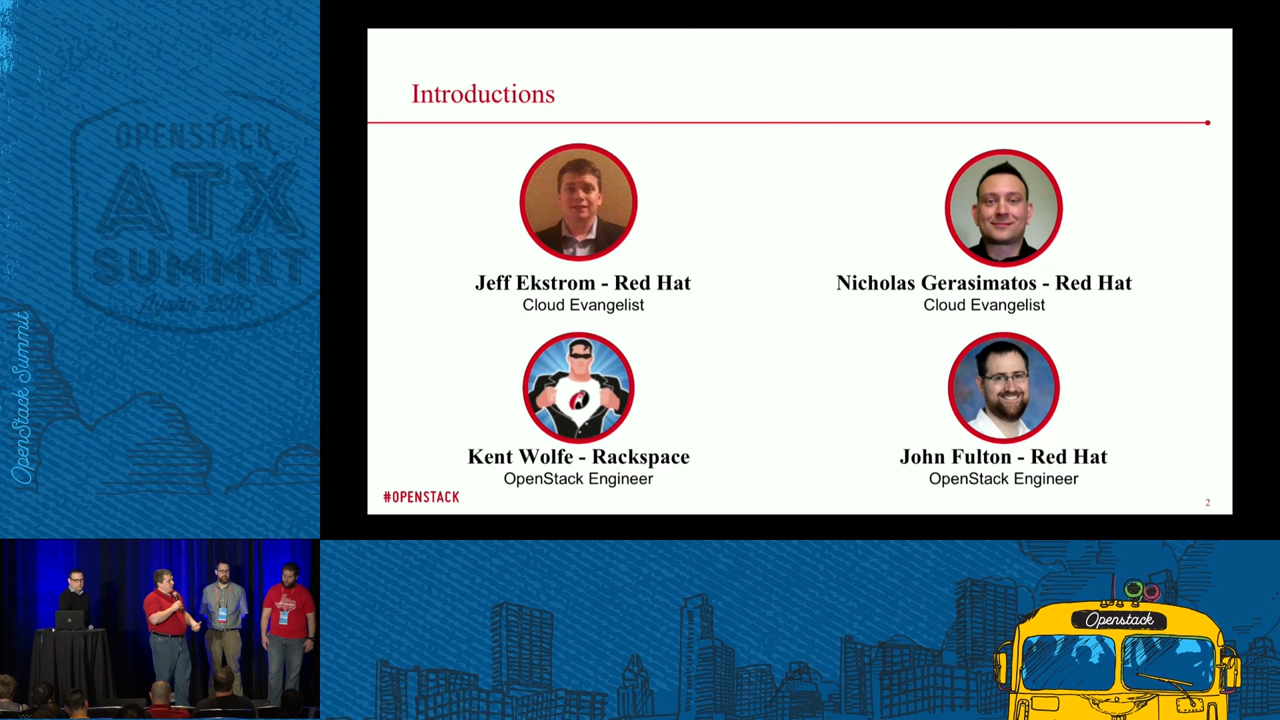 OPENSTACK
ATX
SUMMIT
OpenStack Summit
Introductions
Jeff Ekstrom - Red Hat
Cloud Evangelist
Nicholas Gerasimatos - Red Hat
Cloud Evangelist
Kent Wolfe - Rackspace
OpenStack Engineer
John Fulton - Red Hat
OpenStack Engineer
#OPENSTACK
2
Openstack